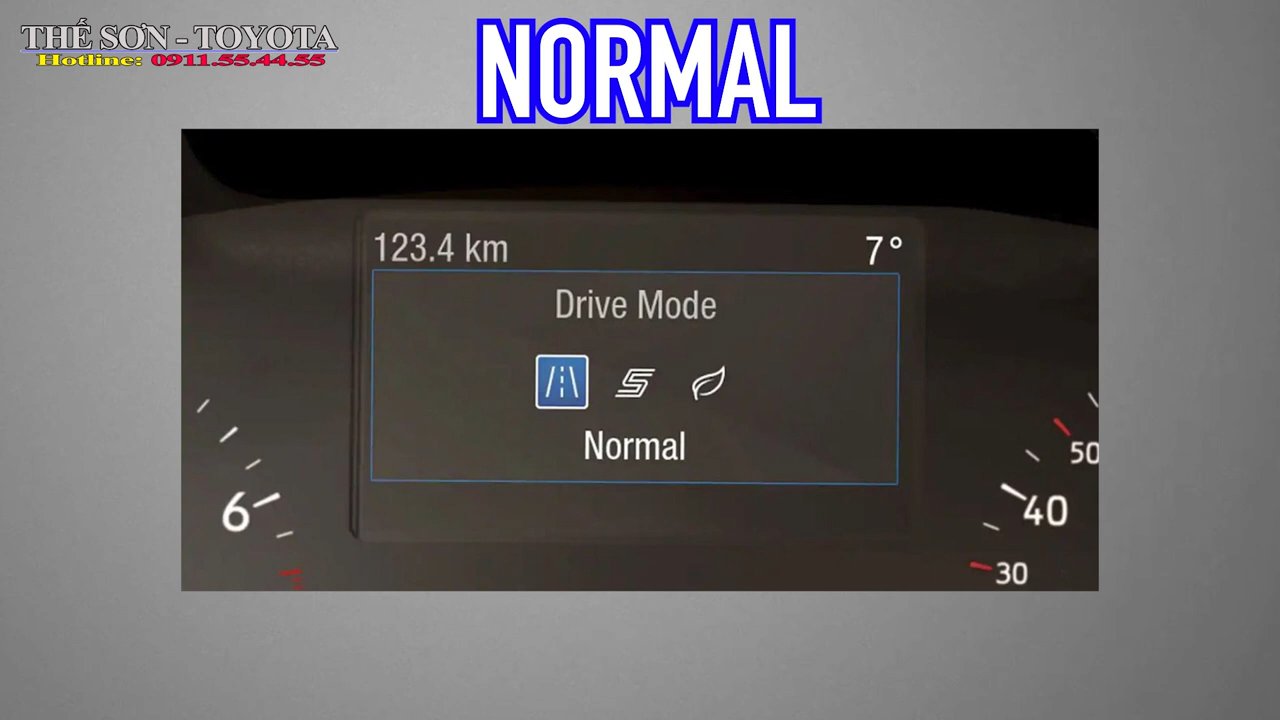 THẾ SƠN - TOYOTA
Hotline: 0911.55.44.55
NORMAL
123.4 km 7°
Drive Mode
Normal
6
50
40
30